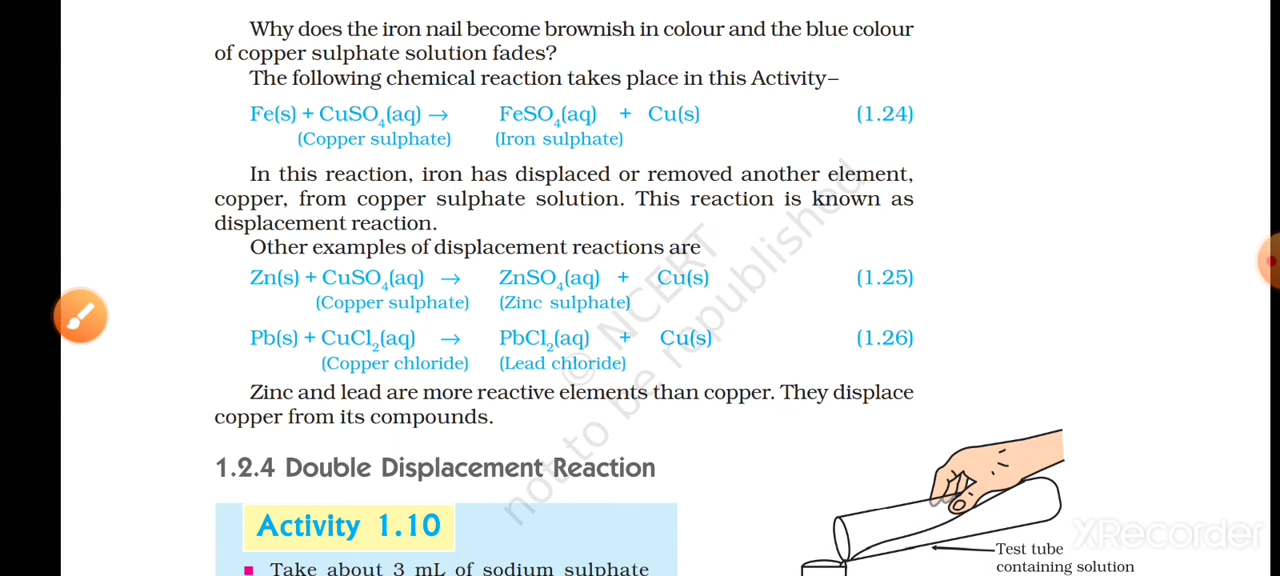 Why does the iron nail become brownish in colour and the blue colour
of copper sulphate solution fades?
The following chemical reaction takes place in this Activity–
Fe(s) + CuSO₄(aq) → FeSO₄(aq) + Cu(s) (1.24)
(Copper sulphate) (Iron sulphate)
In this reaction, iron has displaced or removed another element,
copper, from copper sulphate solution. This reaction is known as
displacement reaction.
Other examples of displacement reactions are
Zn(s) + CuSO₄(aq) → ZnSO₄(aq) + Cu(s) (1.25)
(Copper sulphate) (Zinc sulphate)
Pb(s) + CuCl₂(aq) → PbCl₂(aq) + Cu(s) (1.26)
(Copper chloride) (Lead chloride)
Zinc and lead are more reactive elements than copper. They displace
copper from its compounds.
1.2.4 Double Displacement Reaction
Activity 1.10
■ Take about 3 mL of sodium sulphate
Test tube
containing solution
© NCERT
not to be republished
XRecorder